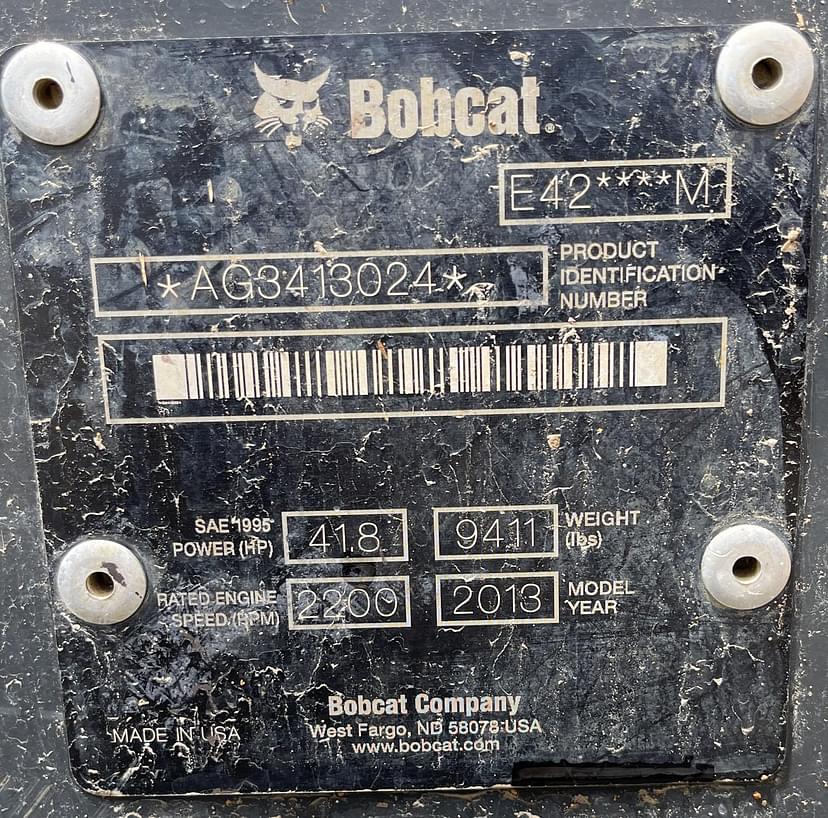 Bobcat®
E42****M
*AG3413024*
PRODUCT
IDENTIFICATION
NUMBER
SAE 1995
POWER (HP)
41.8
9411
WEIGHT
(lbs)
RATED ENGINE
SPEED (RPM)
2200
2013
MODEL
YEAR
Bobcat Company
West Fargo, ND 58078 USA
www.bobcat.com
MADE IN USA